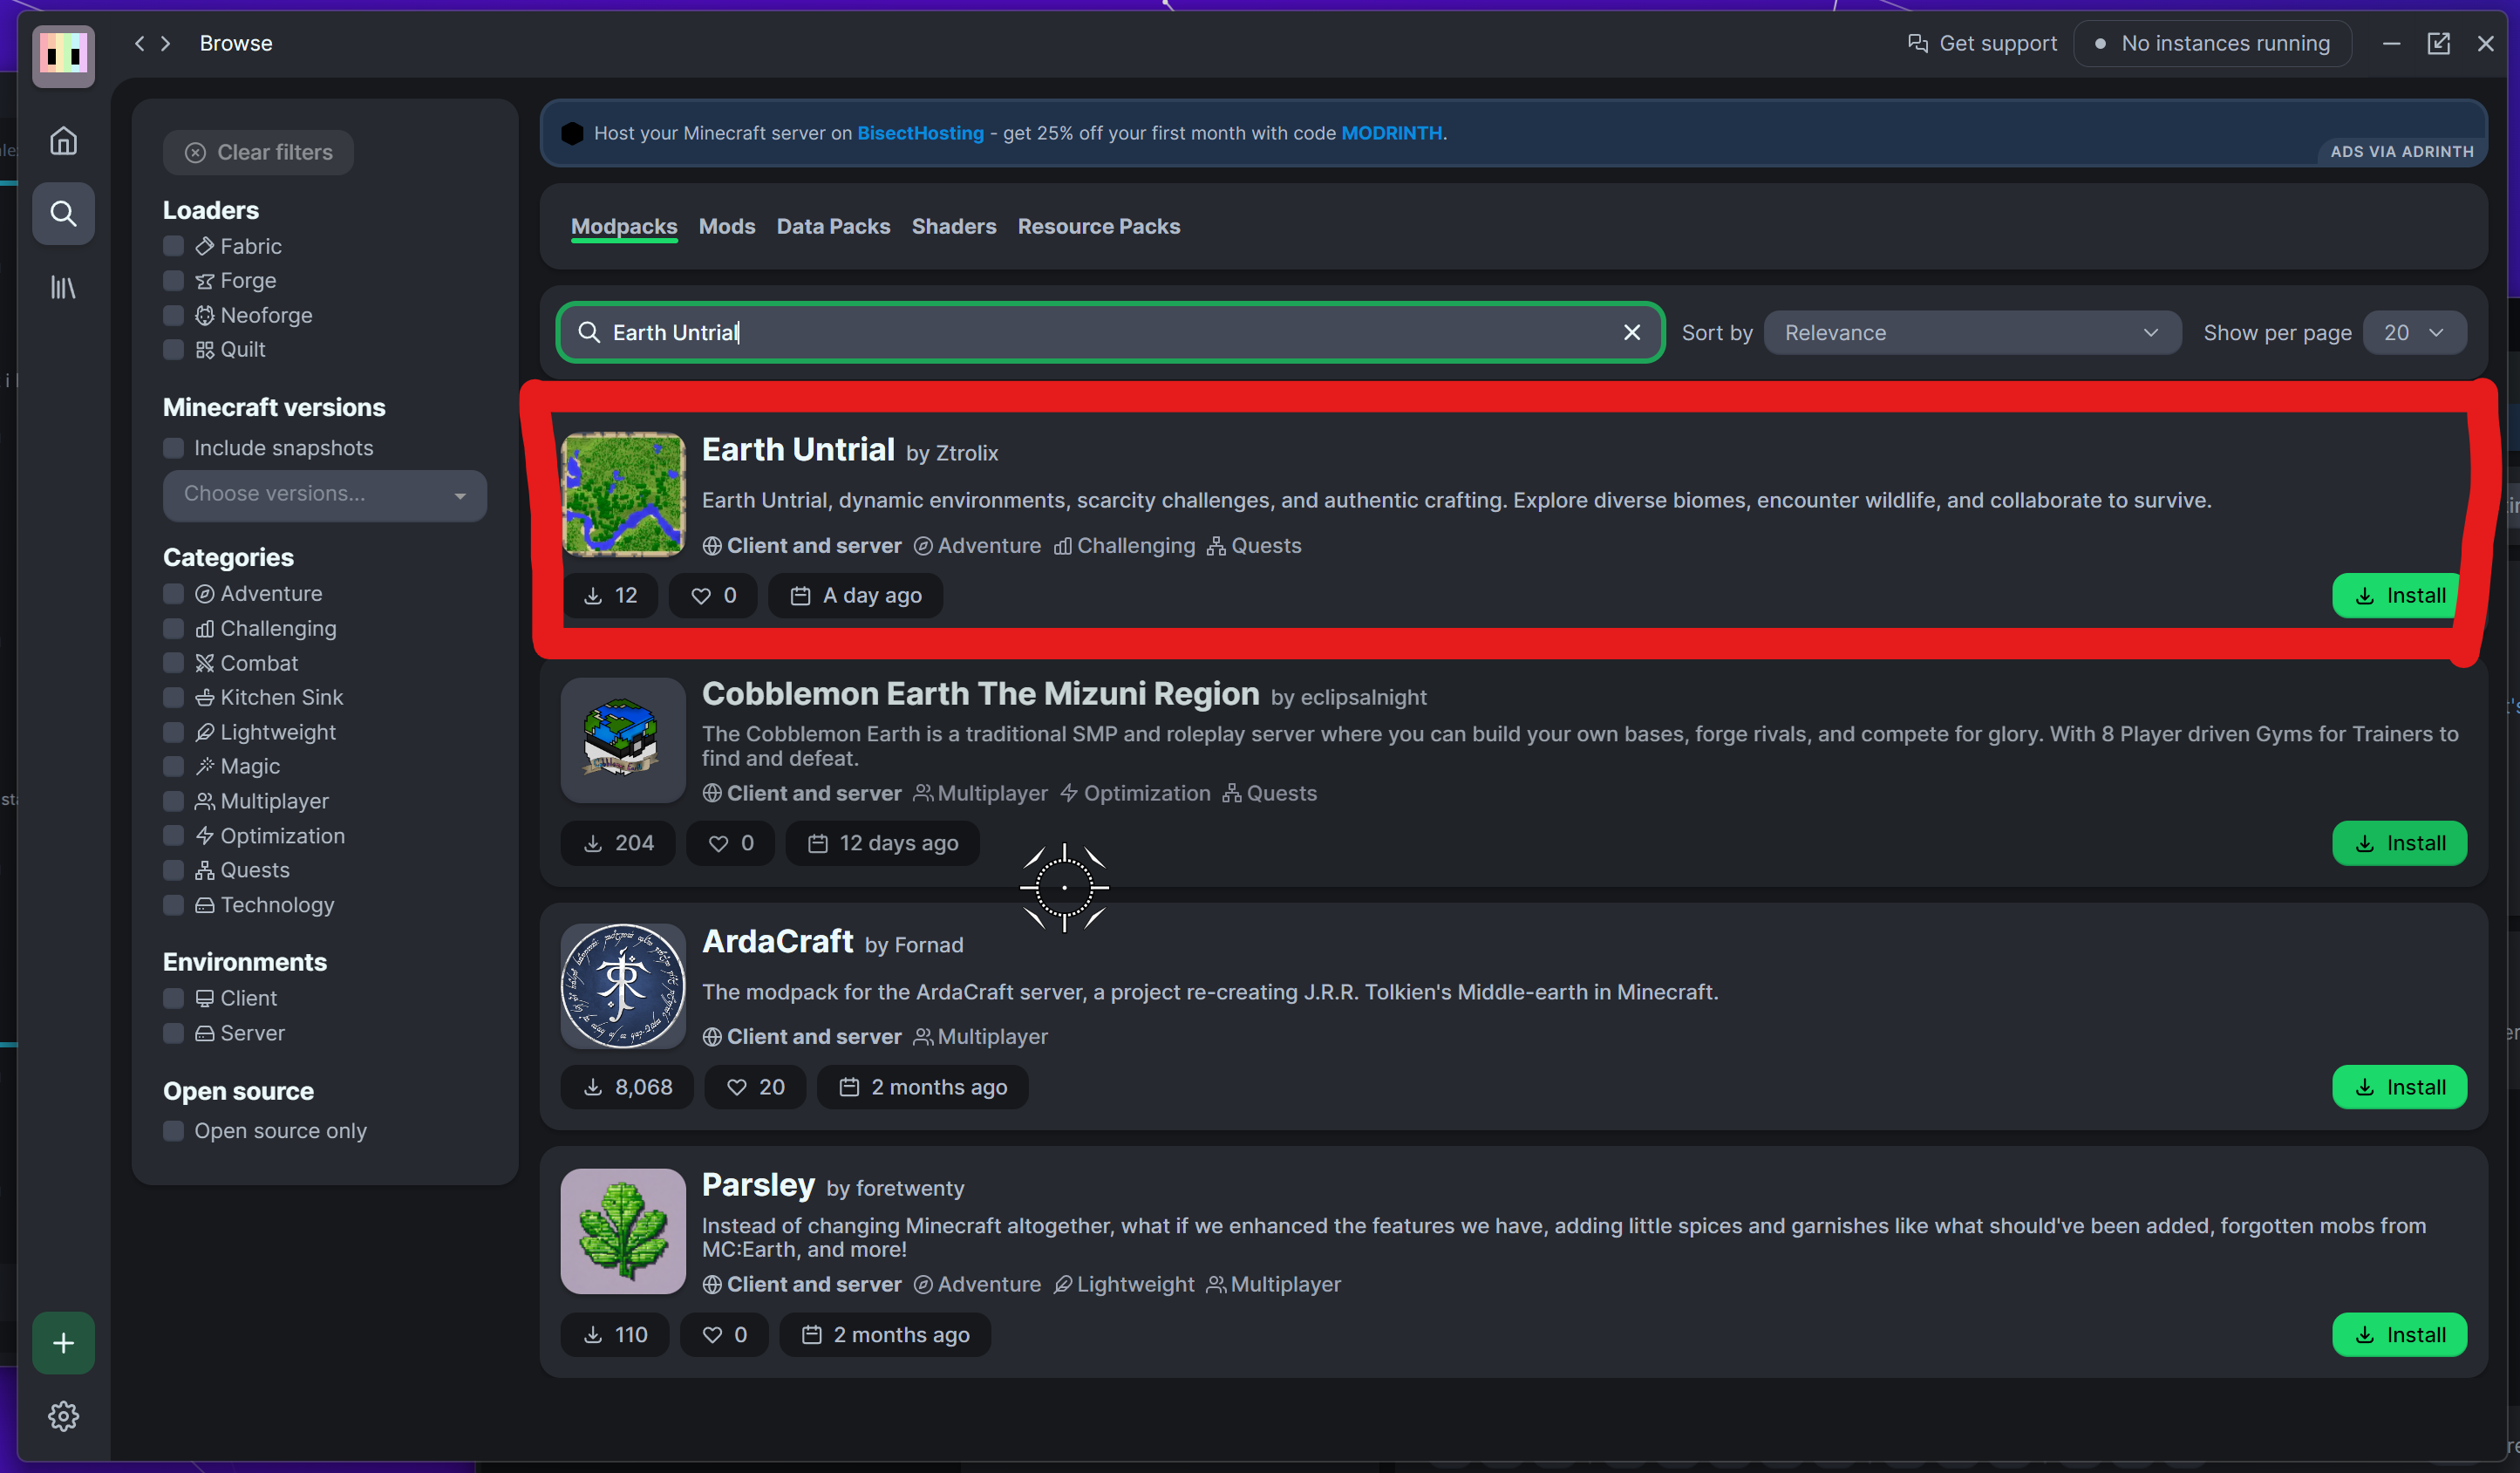 Browse
Get support
No instances running
Clear filters
Loaders
Fabric
Forge
Neoforge
Quilt
Minecraft versions
Include snapshots
Choose versions...
Categories
Adventure
Challenging
Combat
Kitchen Sink
Lightweight
Magic
Multiplayer
Optimization
Quests
Technology
Environments
Client
Server
Open source
Open source only
Host your Minecraft server on BisectHosting - get 25% off your first month with code MODRINTH.
ADS VIA ADRINTH
Modpacks Mods Data Packs Shaders Resource Packs
Earth Untrial
Sort by Relevance
Show per page 20
Earth Untrial by Ztrolix
Earth Untrial, dynamic environments, scarcity challenges, and authentic crafting. Explore diverse biomes, encounter wildlife, and collaborate to survive.
Client and server Adventure Challenging Quests
12 0 A day ago
Install
Cobblemon Earth The Mizuni Region by eclipsalnight
The Cobblemon Earth is a traditional SMP and roleplay server where you can build your own bases, forge rivals, and compete for glory. With 8 Player driven Gyms for Trainers to
find and defeat.
Client and server Multiplayer Optimization Quests
204 0 12 days ago
Install
ArdaCraft by Fornad
The modpack for the ArdaCraft server, a project re-creating J.R.R. Tolkien's Middle-earth in Minecraft.
Client and server Multiplayer
8,068 20 2 months ago
Install
Parsley by foretwenty
Instead of changing Minecraft altogether, what if we enhanced the features we have, adding little spices and garnishes like what should've been added, forgotten mobs from
MC:Earth, and more!
Client and server Adventure Lightweight Multiplayer
110 0 2 months ago
Install